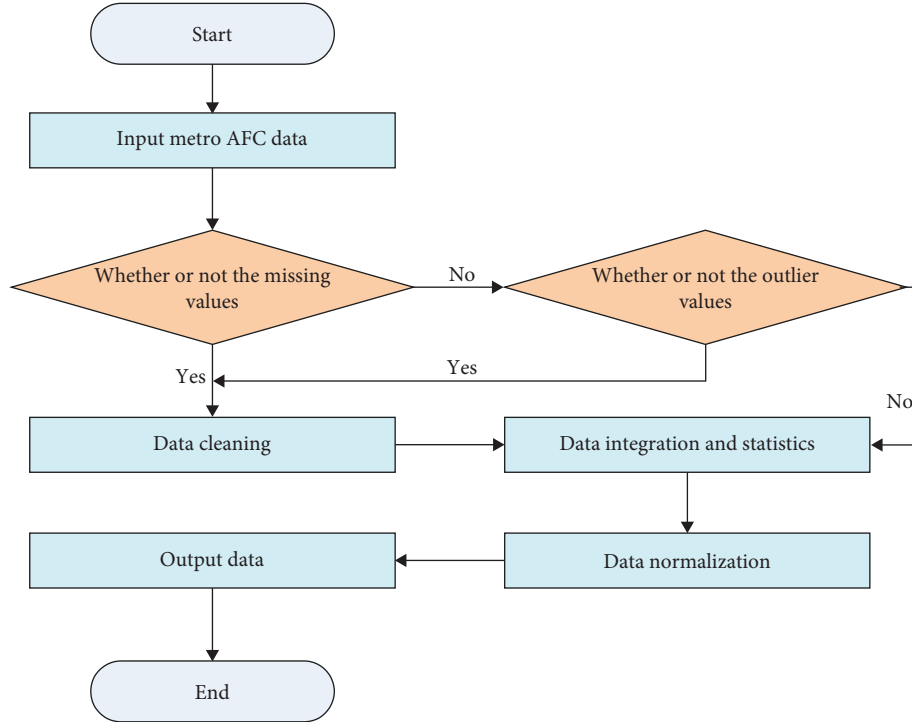 Start
Input metro AFC data
Whether or not the missing
values
No
Whether or not the outlier
values
Yes
Yes
No
Data cleaning
Data integration and statistics
Output data
Data normalization
End